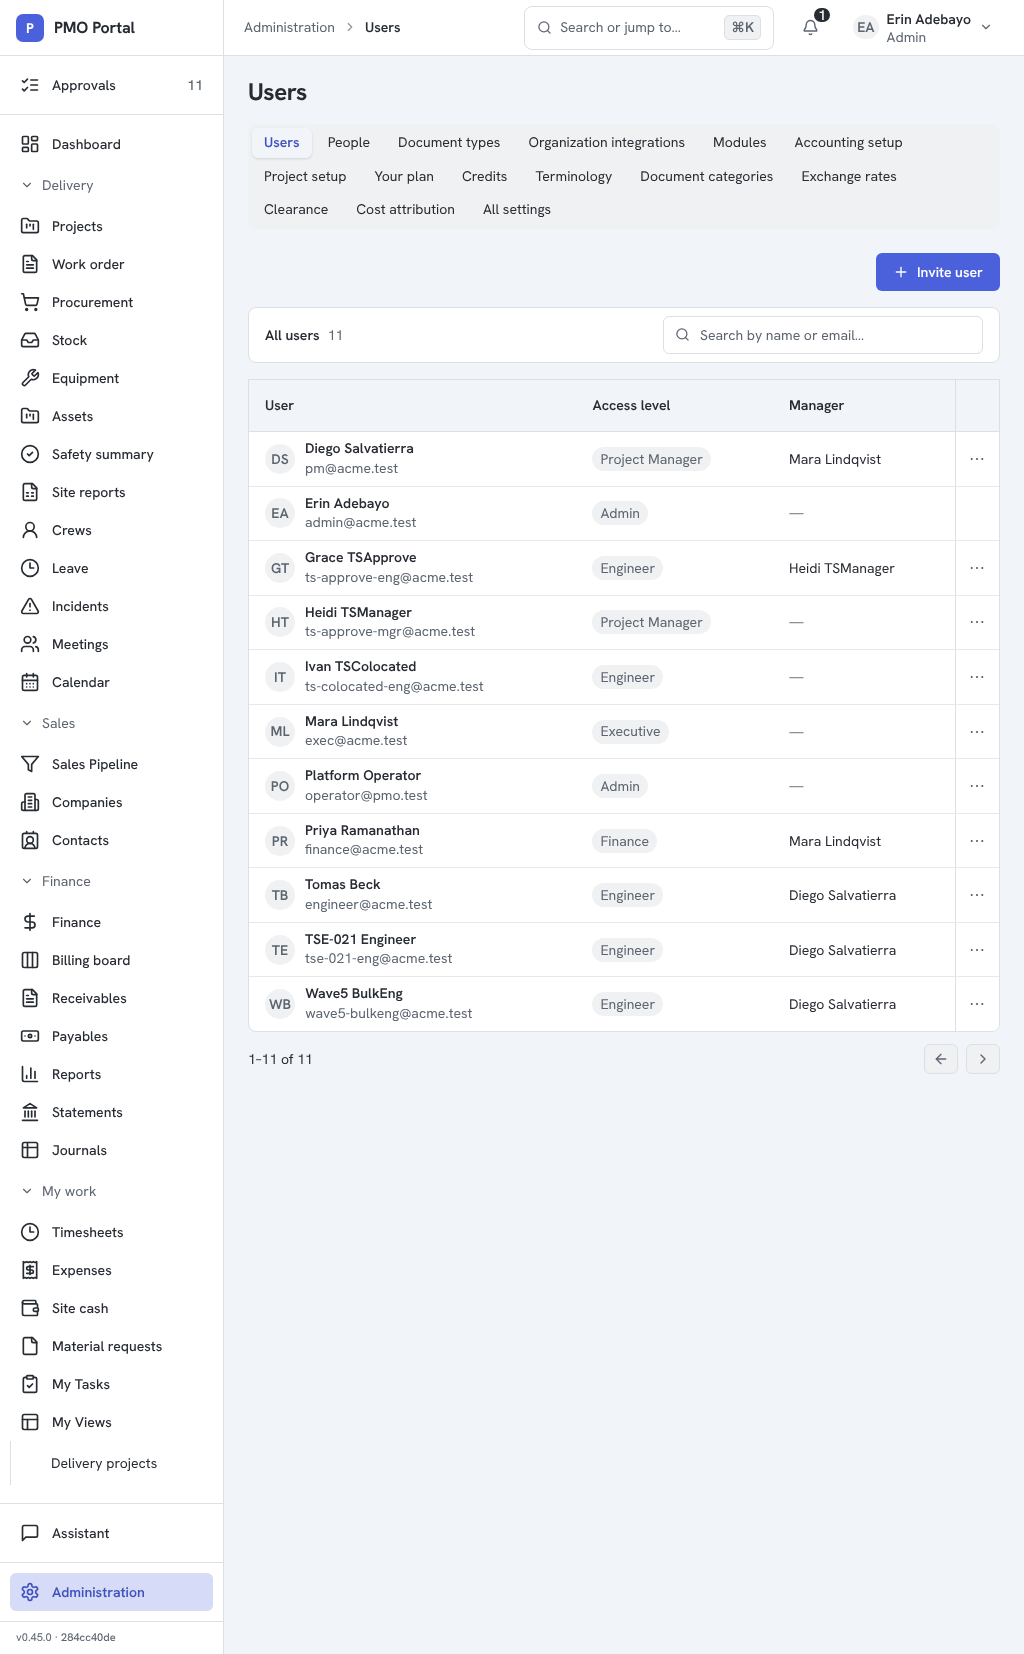 P PMO Portal
Administration > Users
Search or jump to...
⌘K
1
EA
Erin Adebayo
Admin
Approvals 11
Dashboard
Delivery
Projects
Work order
Procurement
Stock
Equipment
Assets
Safety summary
Site reports
Crews
Leave
Incidents
Meetings
Calendar
Sales
Sales Pipeline
Companies
Contacts
Finance
Finance
Billing board
Receivables
Payables
Reports
Statements
Journals
My work
Timesheets
Expenses
Site cash
Material requests
My Tasks
My Views
Delivery projects
Assistant
Administration
v0.45.0 · 284cc40de
Users
Users People Document types Organization integrations Modules Accounting setup
Project setup Your plan Credits Terminology Document categories Exchange rates
Clearance Cost attribution All settings
+ Invite user
All users 11
Search by name or email...
User Access level Manager
DS Diego Salvatierra
pm@acme.test
Project Manager Mara Lindqvist ...
EA Erin Adebayo
admin@acme.test
Admin —
GT Grace TSApprove
ts-approve-eng@acme.test
Engineer Heidi TSManager ...
HT Heidi TSManager
ts-approve-mgr@acme.test
Project Manager — ...
IT Ivan TSColocated
ts-colocated-eng@acme.test
Engineer — ...
ML Mara Lindqvist
exec@acme.test
Executive — ...
PO Platform Operator
operator@pmo.test
Admin — ...
PR Priya Ramanathan
finance@acme.test
Finance Mara Lindqvist ...
TB Tomas Beck
engineer@acme.test
Engineer Diego Salvatierra ...
TE TSE-021 Engineer
tse-021-eng@acme.test
Engineer Diego Salvatierra ...
WB Wave5 BulkEng
wave5-bulkeng@acme.test
Engineer Diego Salvatierra ...
1–11 of 11